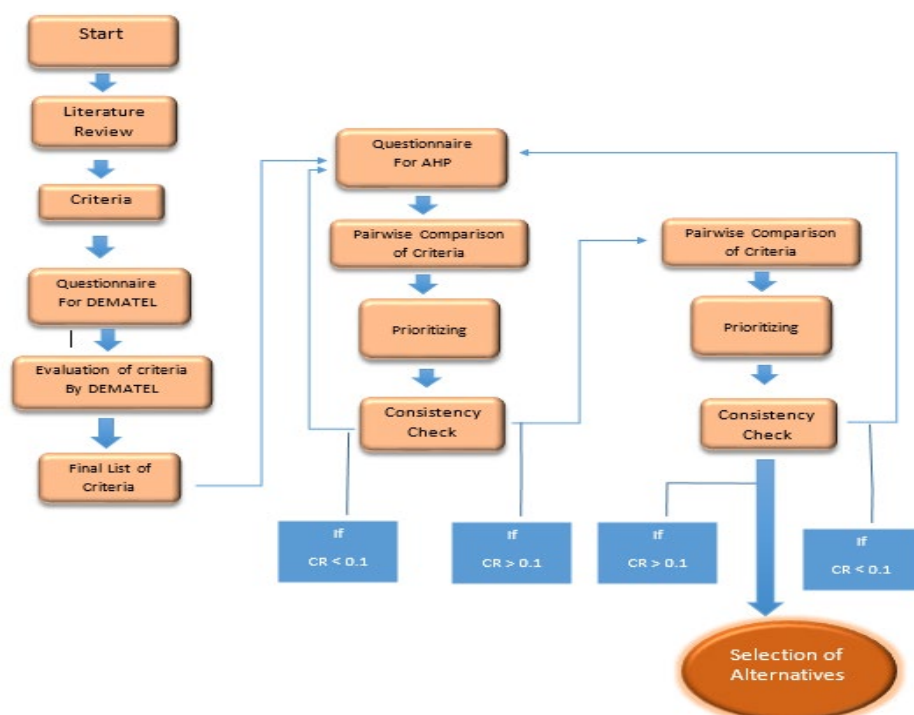 Start
Literature
Review
Criteria
Questionnaire
For DEMATEL
Evaluation of criteria
By DEMATEL
Final List of
Criteria
Questionnaire
For AHP
Pairwise Comparison
of Criteria
Prioritizing
Consistency
Check
If
CR < 0.1
If
CR > 0.1
Pairwise Comparison
of Criteria
Prioritizing
Consistency
Check
If
CR > 0.1
If
CR < 0.1
Selection of
Alternatives